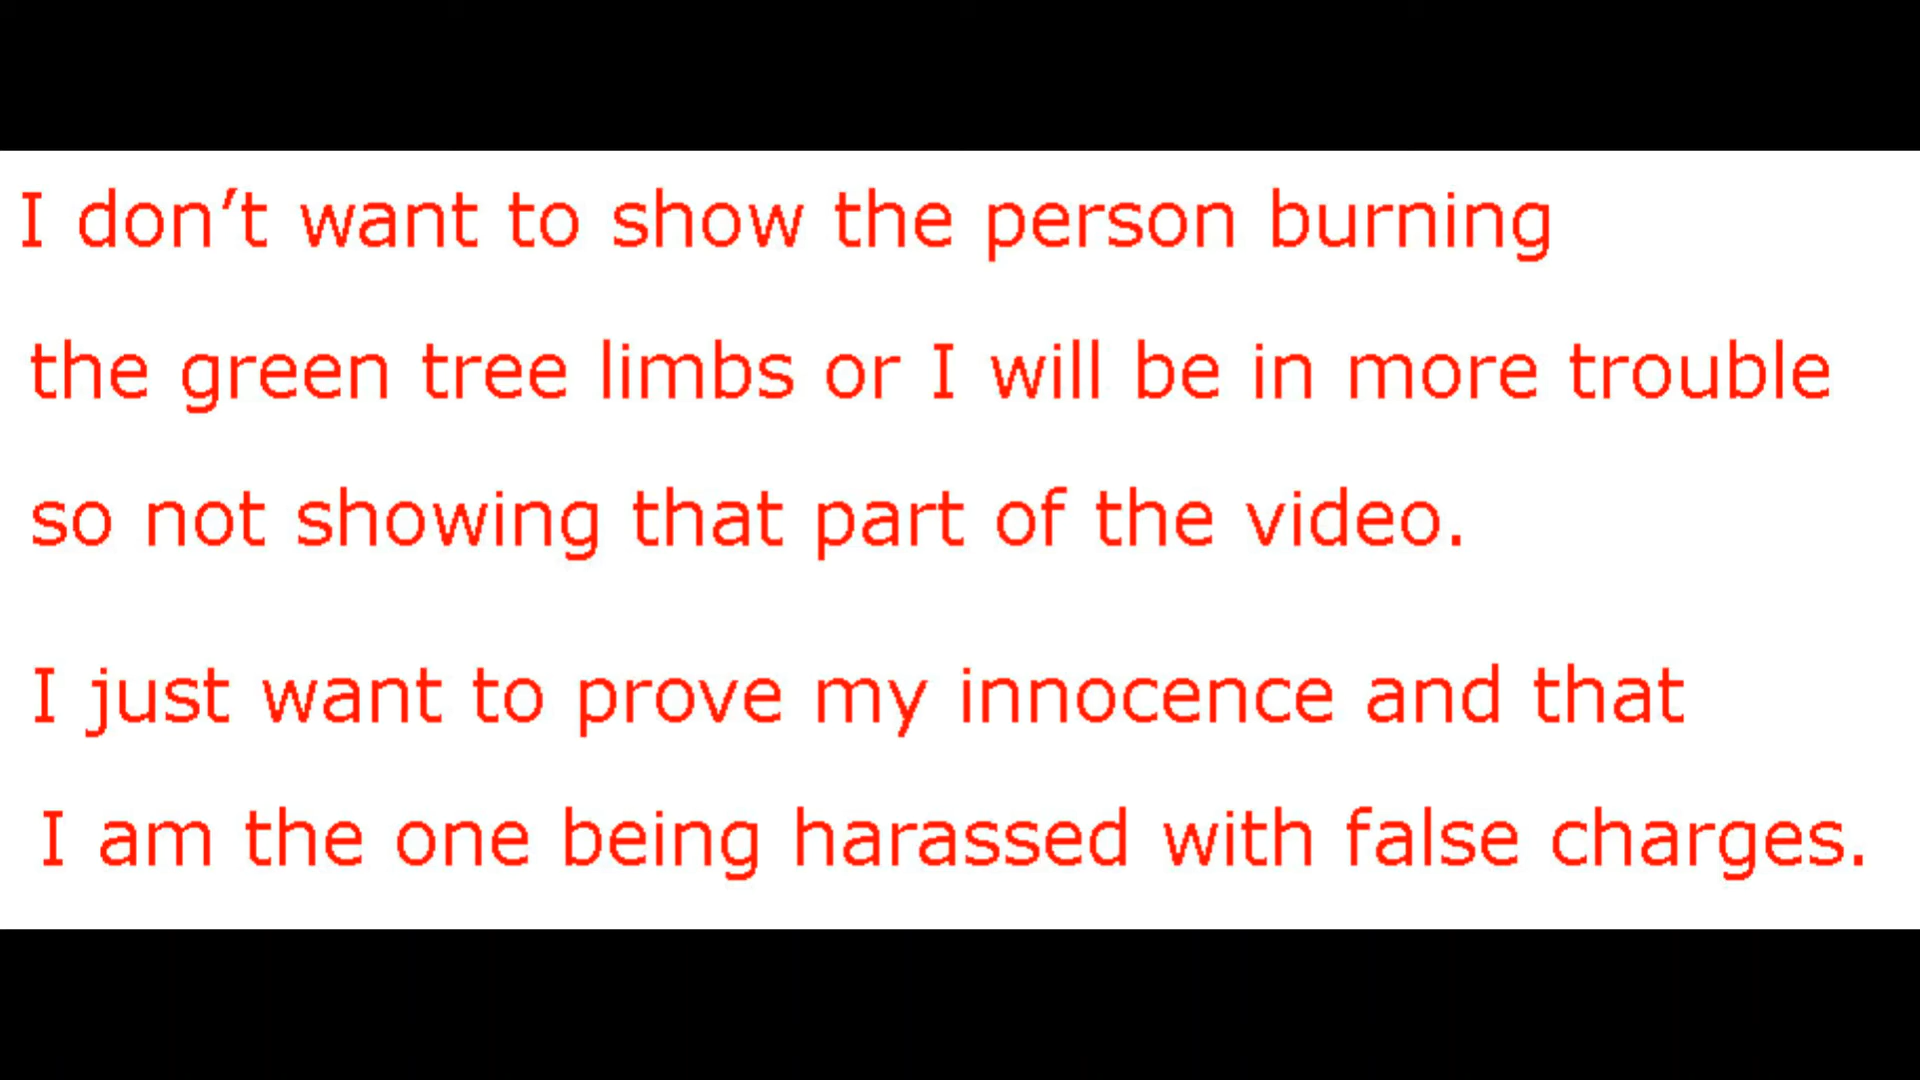 I don’t want to show the person burning
the green tree limbs or I will be in more trouble
so not showing that part of the video.
I just want to prove my innocence and that
I am the one being harassed with false charges.